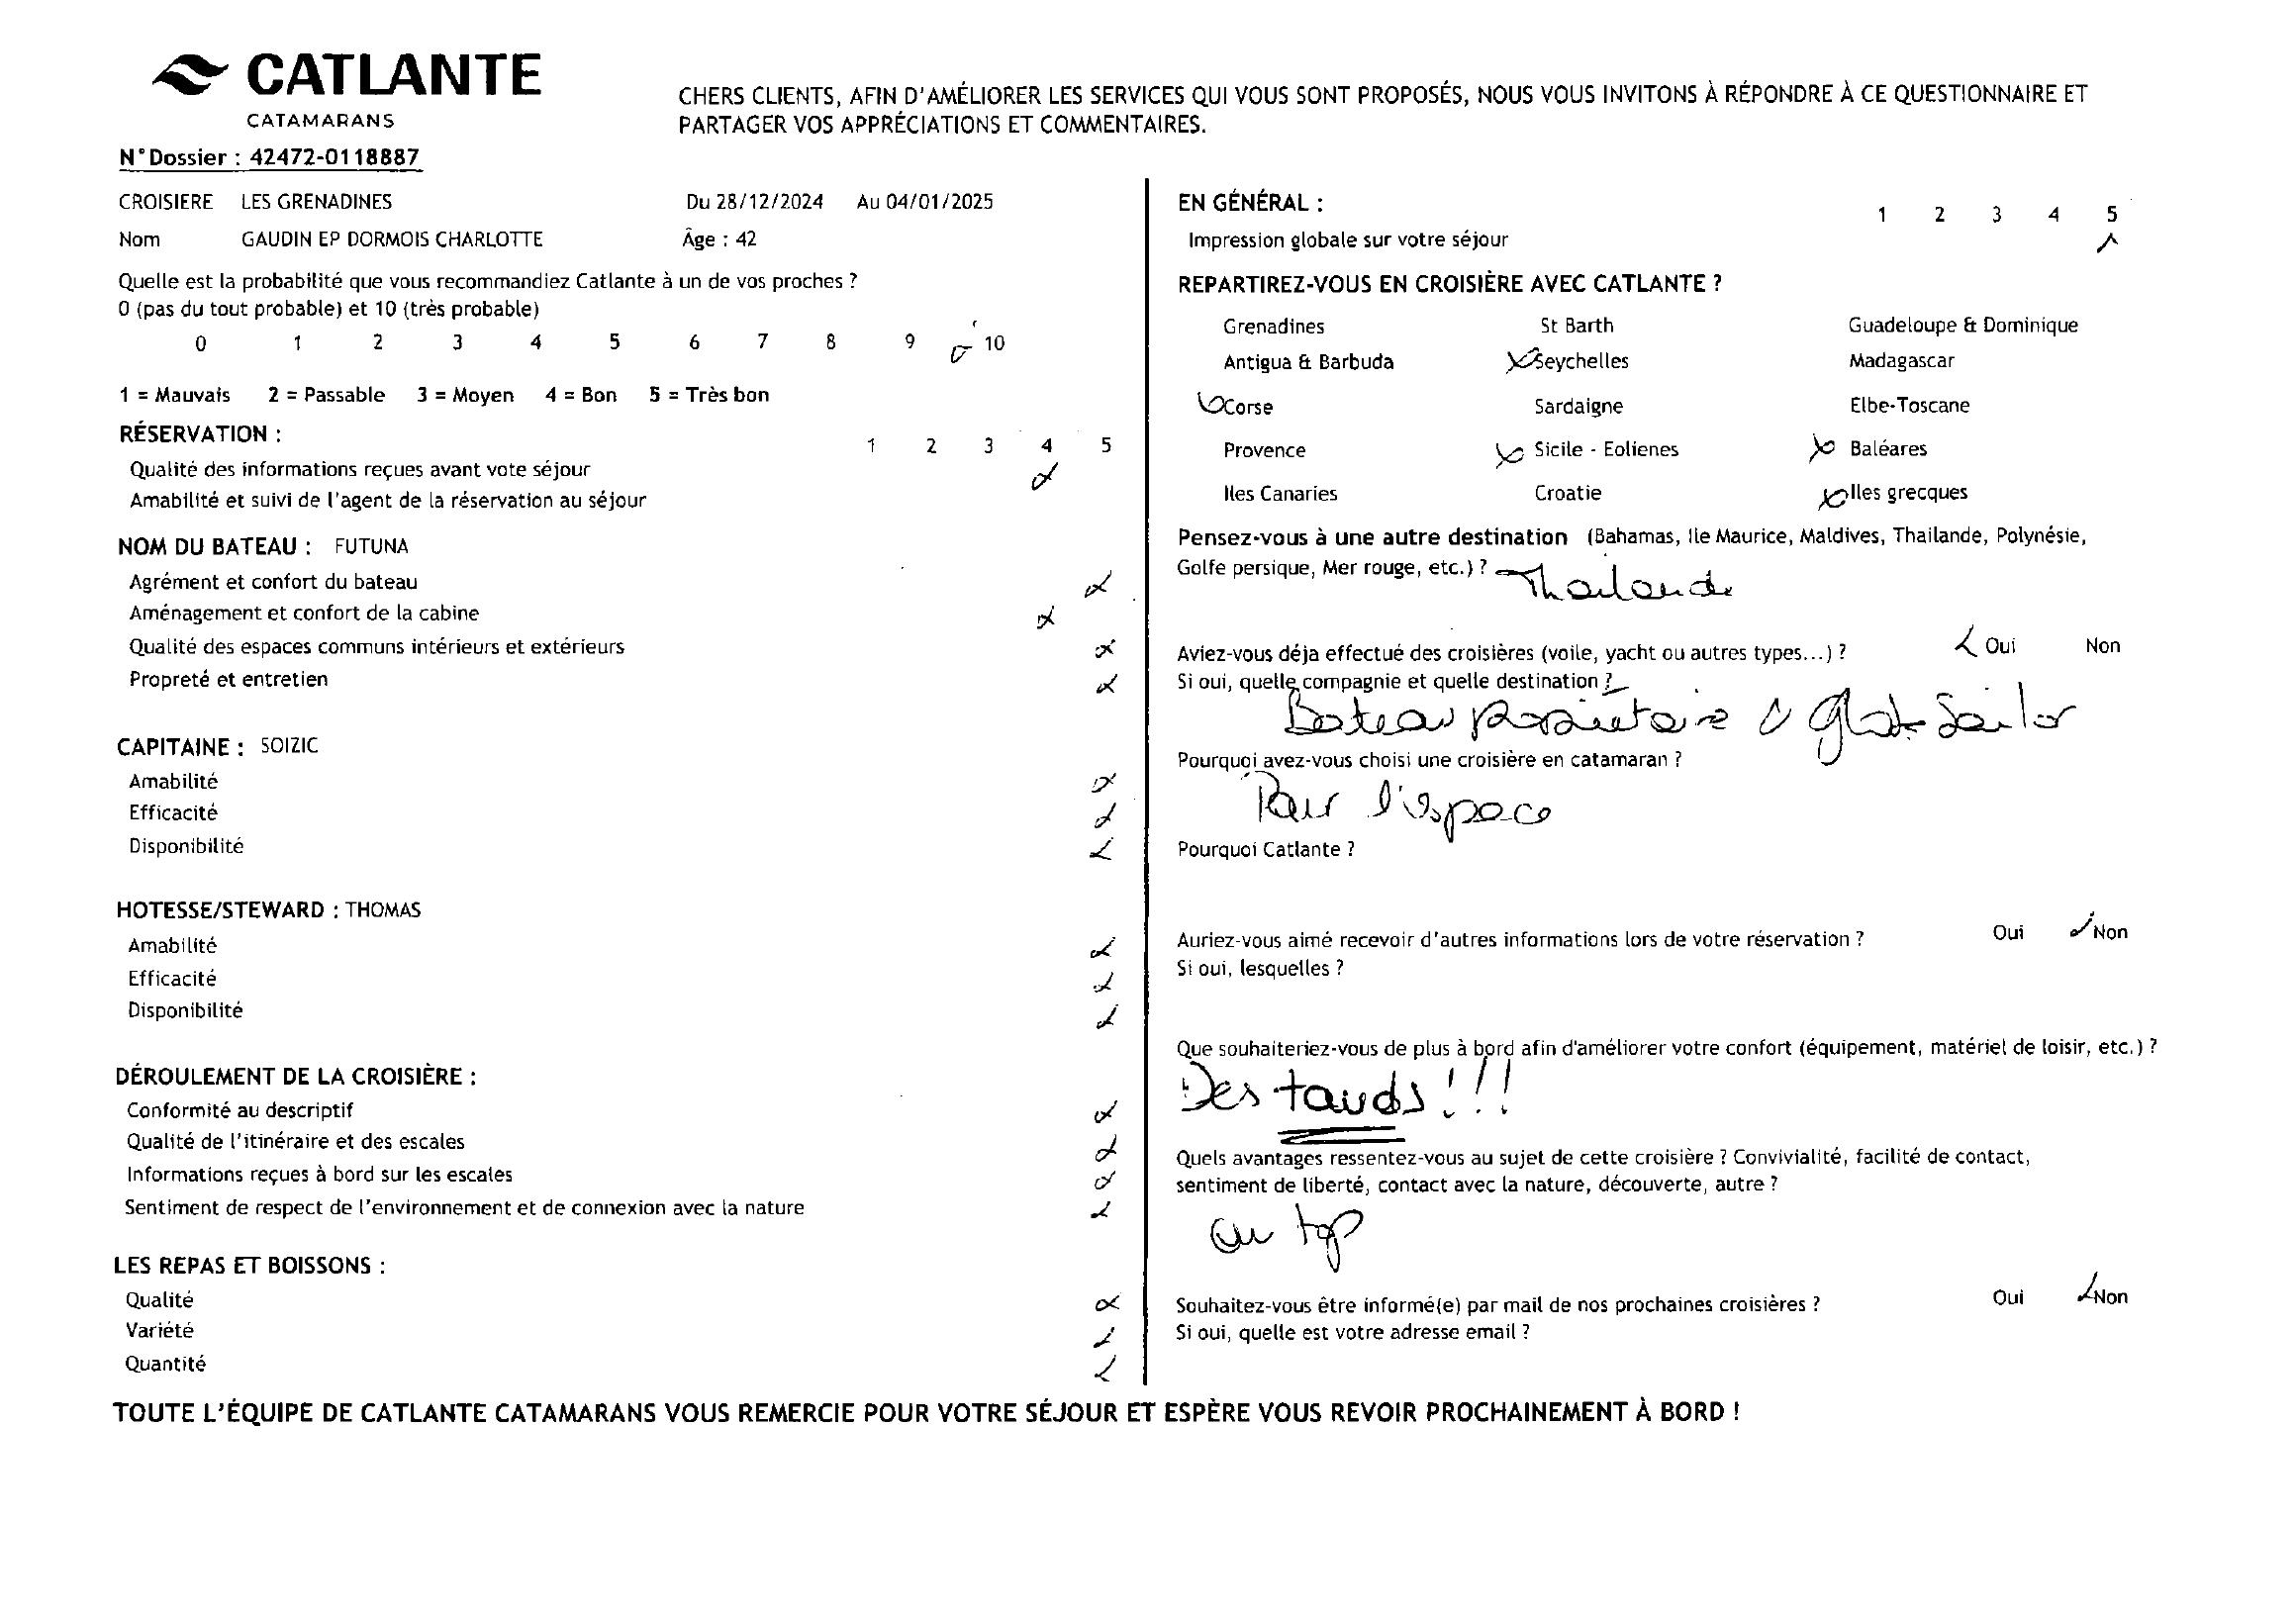 CATLANTE
CATAMARANS
CHERS CLIENTS, AFIN D'AMÉLIORER LES SERVICES QUI VOUS SONT PROPOSÉS, NOUS VOUS INVITONS À RÉPONDRE À CE QUESTIONNAIRE ET
PARTAGER VOS APPRÉCIATIONS ET COMMENTAIRES.
N°Dossier : 42472-0118887
CROISIERE LES GRENADINES Du 28/12/2024 Au 04/01/2025
Nom GAUDIN EP DORMOIS CHARLOTTE Âge : 42
Quelle est la probabilité que vous recommandiez Catlante à un de vos proches ?
0 (pas du tout probable) et 10 (très probable)
0 1 2 3 4 5 6 7 8 9 10
1 = Mauvais 2 = Passable 3 = Moyen 4 = Bon 5 = Très bon
RÉSERVATION :
1 2 3 4 5
Qualité des informations reçues avant vote séjour
Amabilité et suivi de l'agent de la réservation au séjour
NOM DU BATEAU : FUTUNA
Agrément et confort du bateau
Aménagement et confort de la cabine
Qualité des espaces communs intérieurs et extérieurs
Propreté et entretien
CAPITAINE : SOIZIC
Amabilité
Efficacité
Disponibilité
HOTESSE/STEWARD : THOMAS
Amabilité
Efficacité
Disponibilité
DÉROULEMENT DE LA CROISIÈRE :
Conformité au descriptif
Qualité de l'itinéraire et des escales
Informations reçues à bord sur les escales
Sentiment de respect de l'environnement et de connexion avec la nature
LES REPAS ET BOISSONS :
Qualité
Variété
Quantité
EN GÉNÉRAL :
1 2 3 4 5
Impression globale sur votre séjour
REPARTIREZ-VOUS EN CROISIÈRE AVEC CATLANTE ?
Grenadines St Barth Guadeloupe & Dominique
Antigua & Barbuda Seychelles Madagascar
Corse Sardaigne Elbe-Toscane
Provence Sicile - Eolienes Baléares
Iles Canaries Croatie Iles grecques
Pensez-vous à une autre destination (Bahamas, Ile Maurice, Maldives, Thailande, Polynésie,
Golfe persique, Mer rouge, etc.) ? Thailande
Aviez-vous déja effectué des croisières (voile, yacht ou autres types...) ? Oui Non
Si oui, quelle compagnie et quelle destination ?
Bateau propriétaire Sailor
Pourquoi avez-vous choisi une croisière en catamaran ?
Pour l'espace
Pourquoi Catlante ?
Auriez-vous aimé recevoir d'autres informations lors de votre réservation ? Oui Non
Si oui, lesquelles ?
Que souhaiteriez-vous de plus à bord afin d'améliorer votre confort (équipement, matériel de loisir, etc.) ?
Des tauds !!!
Quels avantages ressentez-vous au sujet de cette croisière ? Convivialité, facilité de contact,
sentiment de liberté, contact avec la nature, découverte, autre ?
au top
Souhaitez-vous être informé(e) par mail de nos prochaines croisières ? Oui Non
Si oui, quelle est votre adresse email ?
TOUTE L'ÉQUIPE DE CATLANTE CATAMARANS VOUS REMERCIE POUR VOTRE SÉJOUR ET ESPÈRE VOUS REVOIR PROCHAINEMENT À BORD !